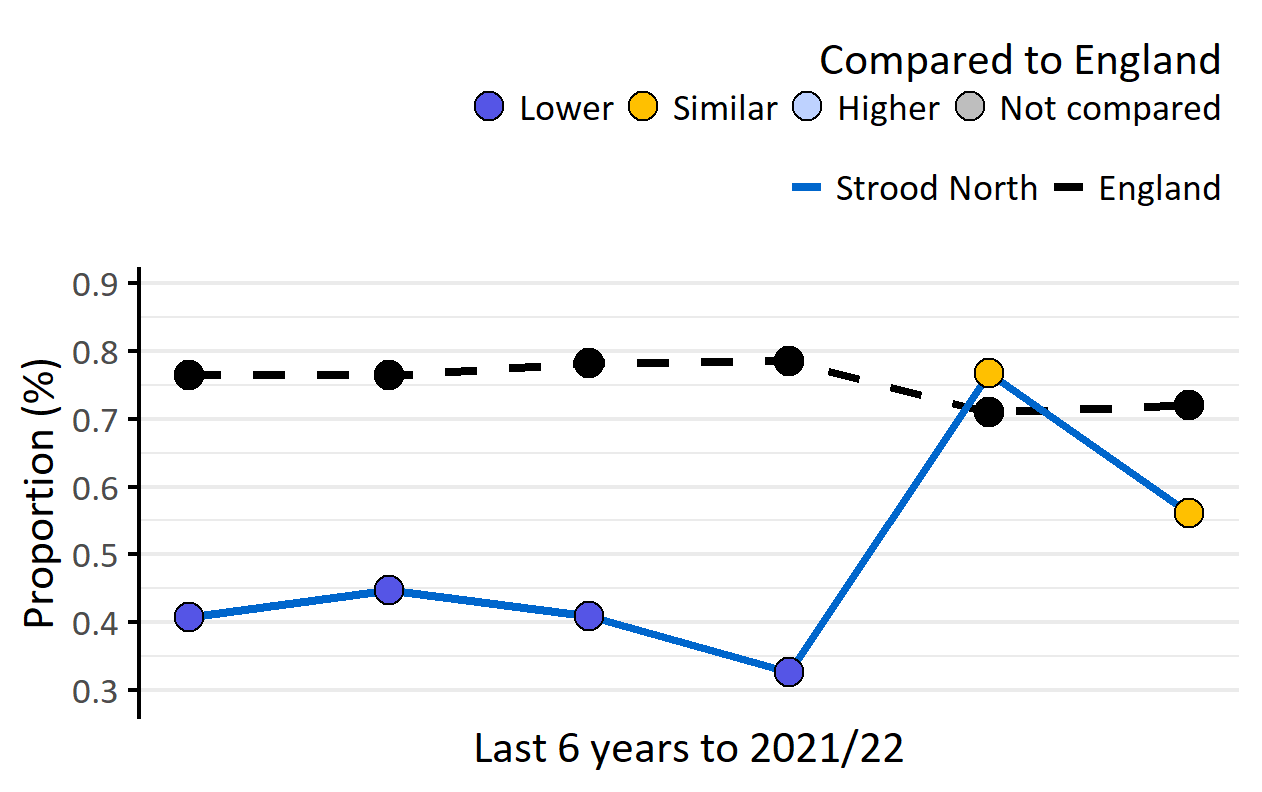 Compared to England
Lower Similar Higher Not compared
Strood North England
0.9
0.8
0.7
0.6
0.5
0.4
0.3
Proportion (%)
Last 6 years to 2021/22